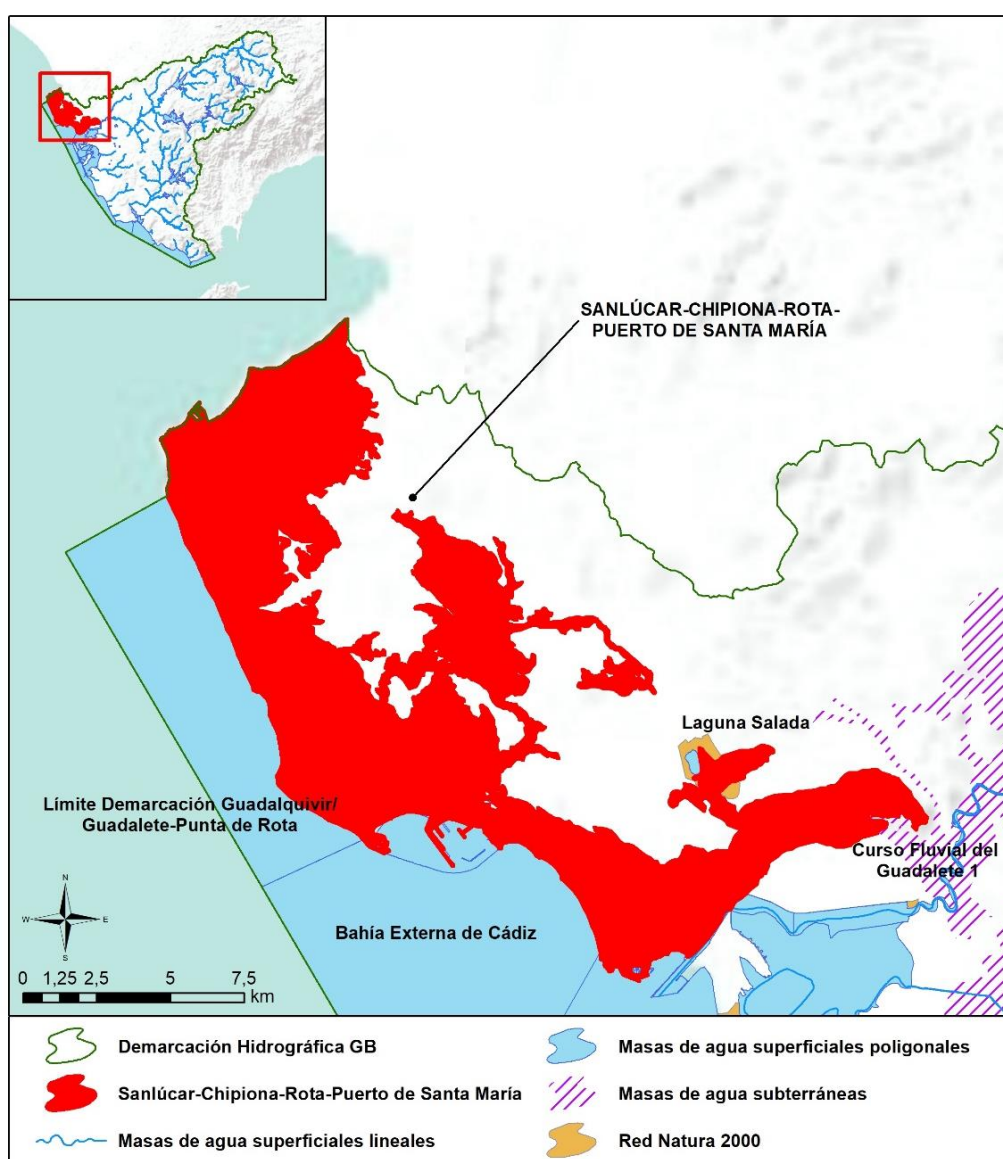 SANLÚCAR-CHIPIONA-ROTA-
PUERTO DE SANTA MARÍA
Laguna Salada
Límite Demarcación Guadalquivir/
Guadalete-Punta de Rota
Curso Fluvial del
Guadalete 1
Bahía Externa de Cádiz
N
W
E
S
0 1,25 2,5 5 7,5
km
Demarcación Hidrográfica GB
Sanlúcar-Chipiona-Rota-Puerto de Santa María
Masas de agua superficiales lineales
Masas de agua superficiales poligonales
Masas de agua subterráneas
Red Natura 2000